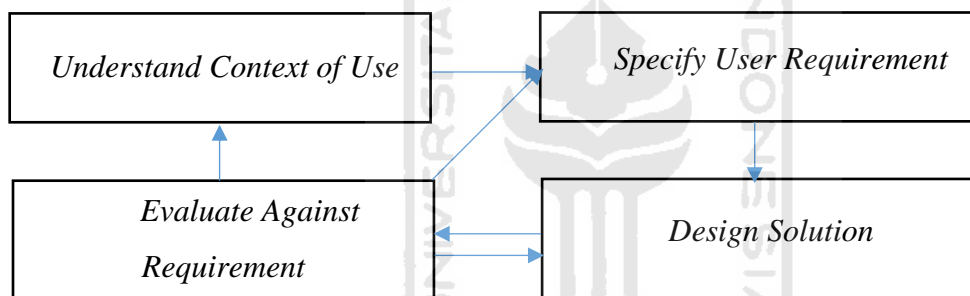 Understand Context of Use
Specify User Requirement
Evaluate Against
Requirement
Design Solution